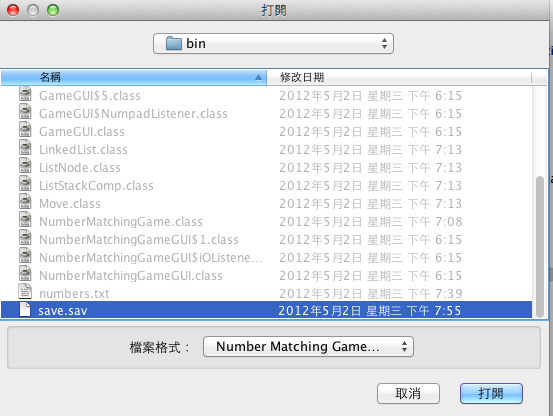 打開
bin
名稱 修改日期
GameGUI$5.class 2012年5月2日 星期三 下午 6:15
GameGUI$NumpadListener.class 2012年5月2日 星期三 下午 6:15
GameGUI.class 2012年5月2日 星期三 下午 6:15
LinkedList.class 2012年5月2日 星期三 下午 7:13
ListNode.class 2012年5月2日 星期三 下午 7:13
ListStackComp.class 2012年5月2日 星期三 下午 7:13
Move.class 2012年5月2日 星期三 下午 7:13
NumberMatchingGame.class 2012年5月2日 星期三 下午 7:08
NumberMatchingGameGUI$1.class 2012年5月2日 星期三 下午 6:15
NumberMatchingGameGUI$iOListene... 2012年5月2日 星期三 下午 6:15
NumberMatchingGameGUI.class 2012年5月2日 星期三 下午 6:15
numbers.txt 2012年5月2日 星期三 下午 7:39
save.sav 2012年5月2日 星期三 下午 7:55
檔案格式： Number Matching Game...
取消 打開